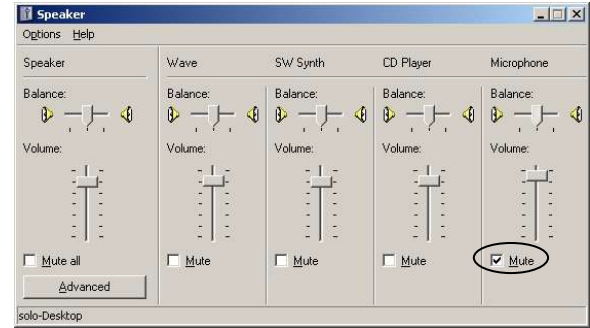 Speaker
Options Help
Speaker Wave SW Synth CD Player Microphone
Balance: Balance: Balance: Balance: Balance:
Volume: Volume: Volume: Volume: Volume:
Mute all Mute Mute Mute Mute
Advanced
solo-Desktop